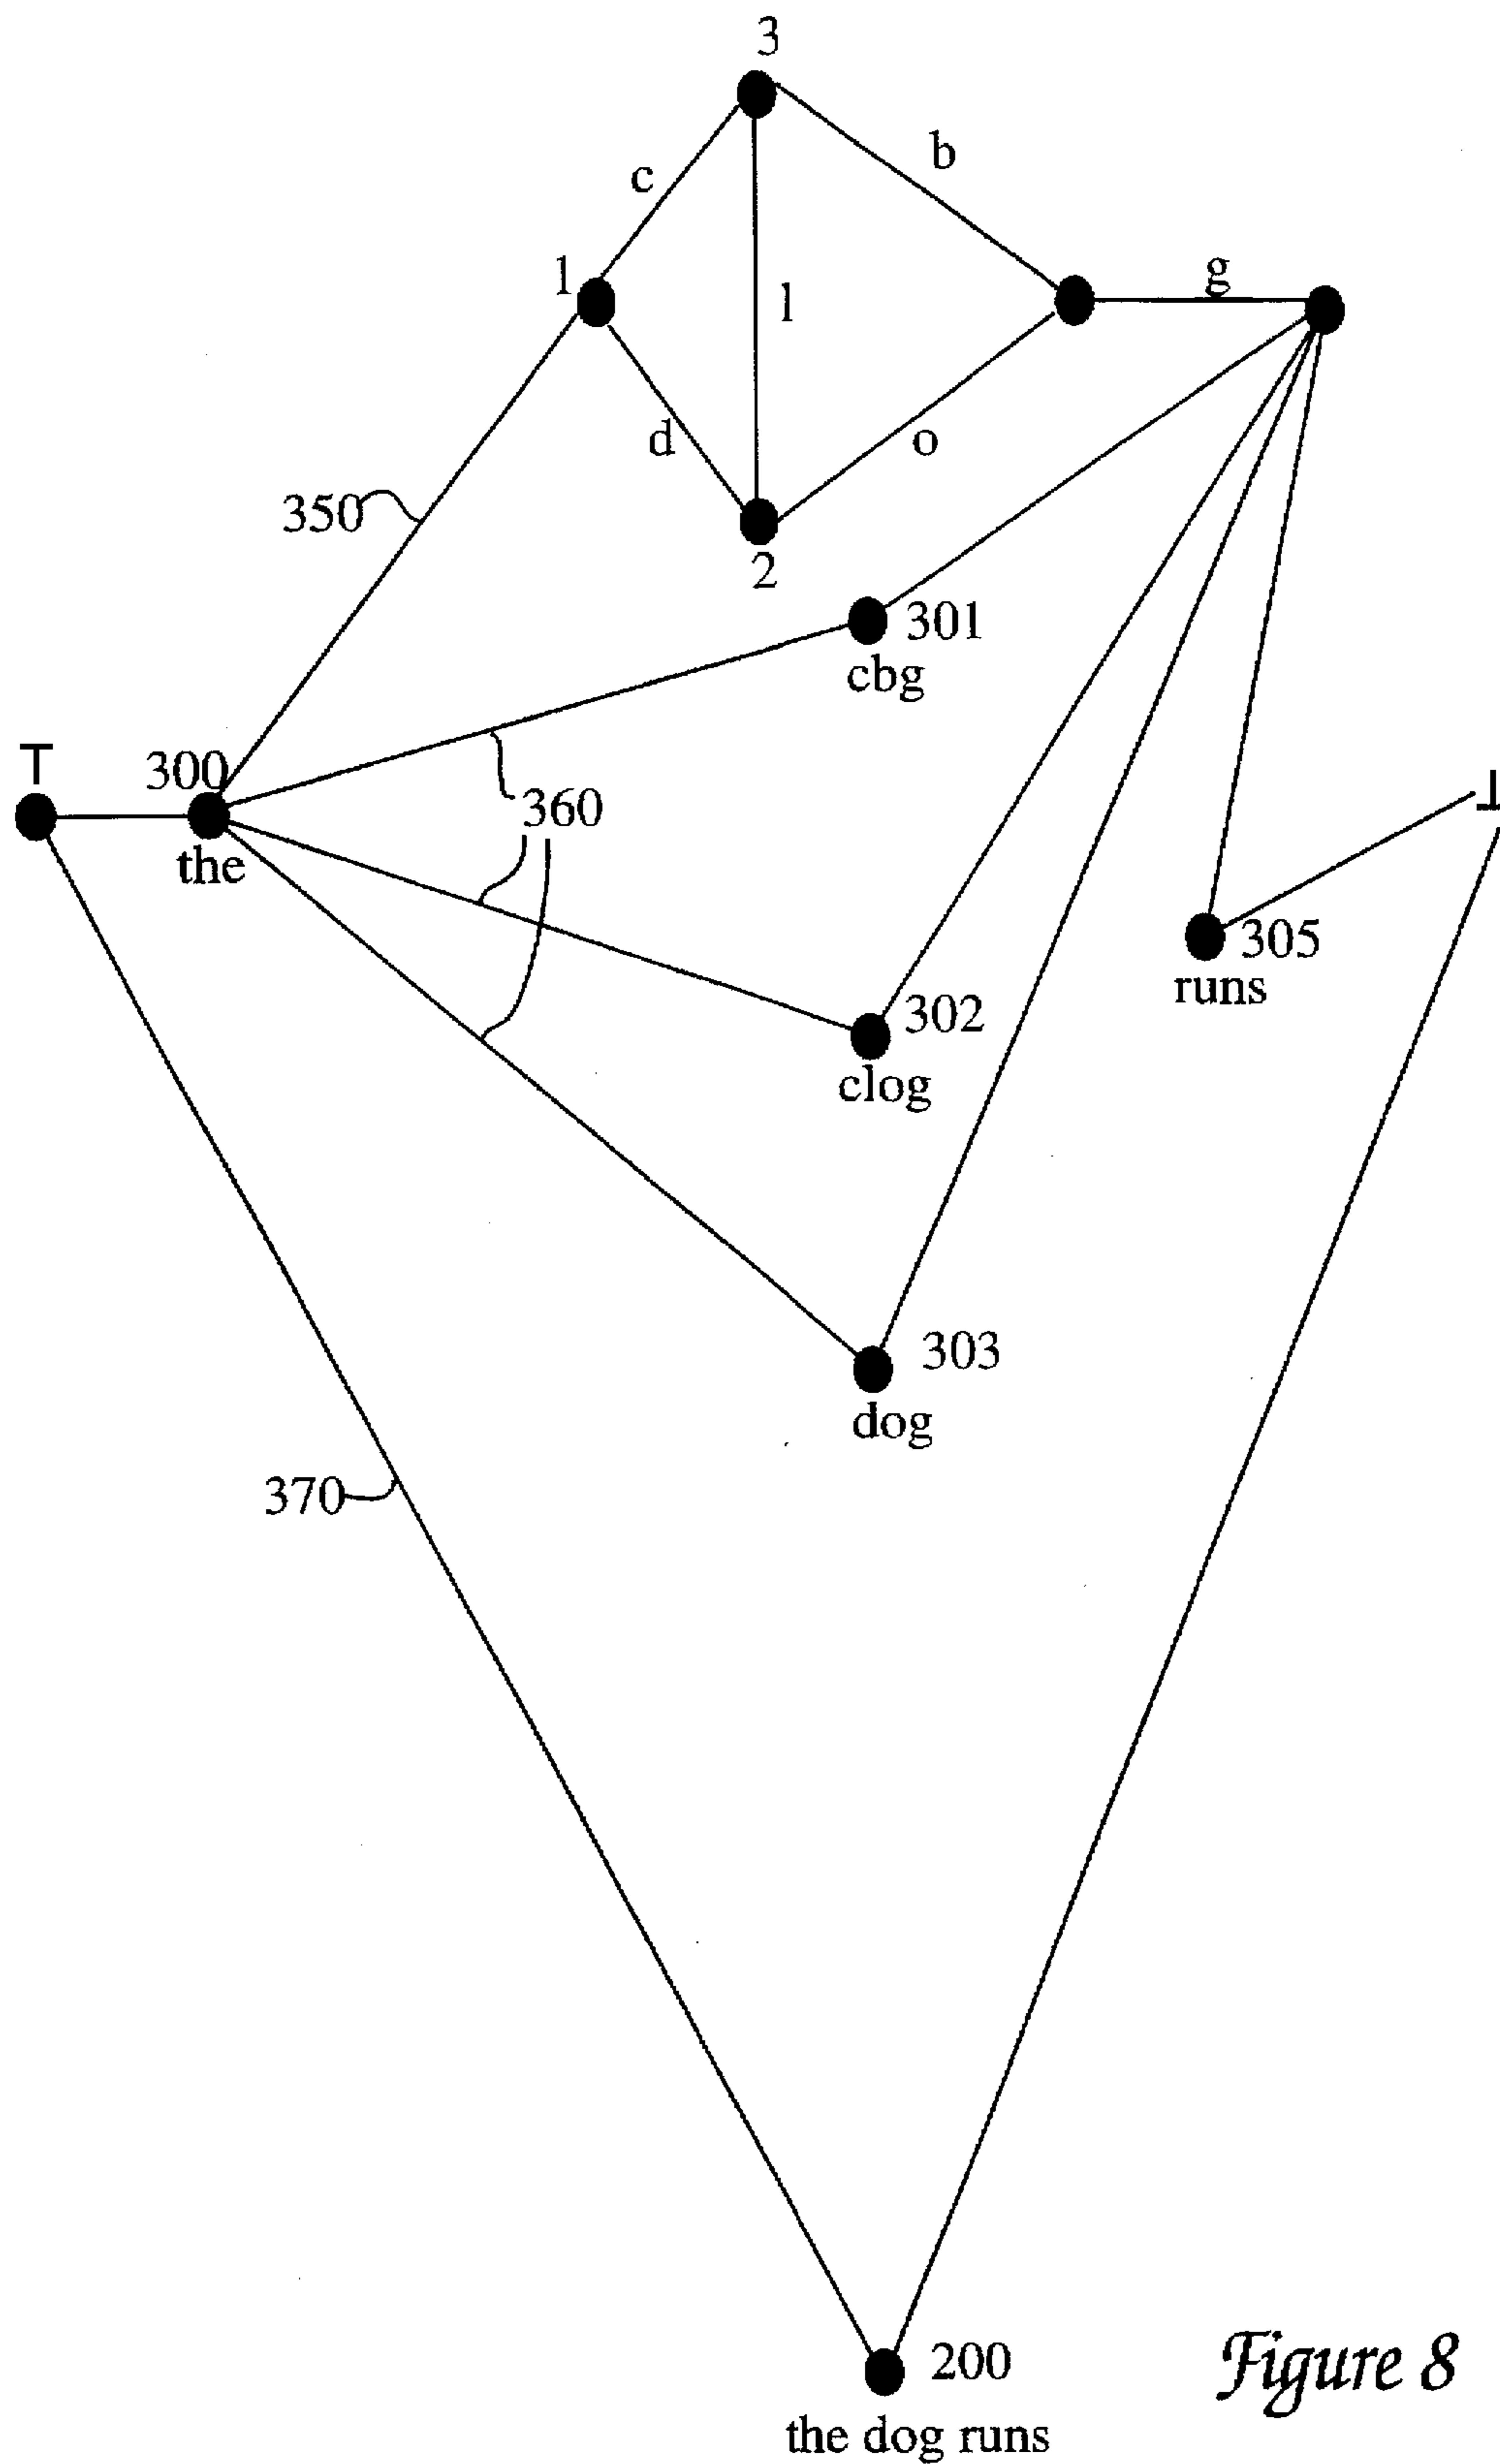 3
b
c
1
g
l
d
o
350
2
301
cbg
T
300
360
⊥
the
305
runs
302
clog
303
dog
370
200
Figure 8
the dog runs